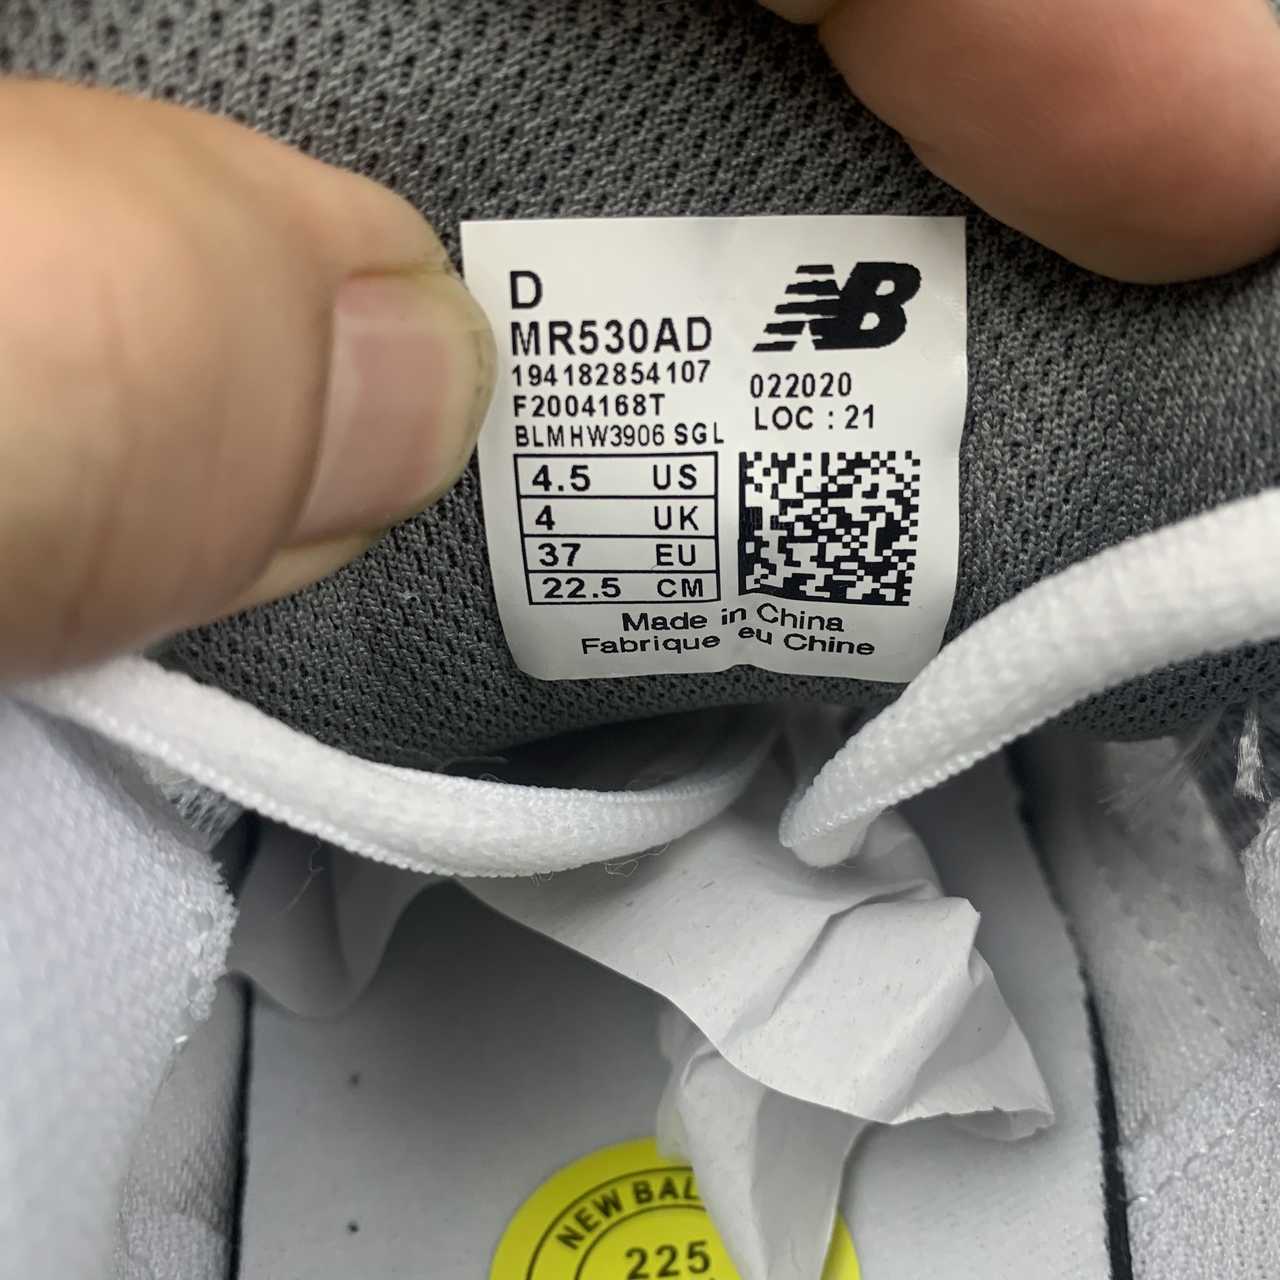 D
MR530AD
194182854107
F2004168T
BLMHW3906 SGL
NB
022020
LOC : 21
4.5 US
4 UK
37 EU
22.5 CM
Made in China
Fabrique eu Chine
NEW BAL
225